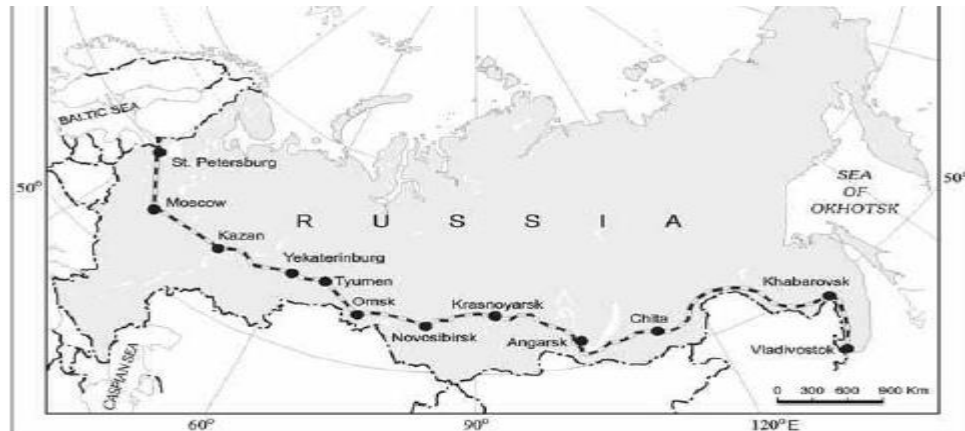 BALTIC SEA
St. Petersburg
50°
50°
SEA
OF
OKHOTSK
Moscow
R U S S I A
Kazan
Yekaterinburg
Tyumen
Khabarovsk
Omsk
Krasnoyarsk
Chita
Novosibirsk
Angarsk
Vladivostok
CASPIAN SEA
0 300 600 900 Km
60°
90°
120°E